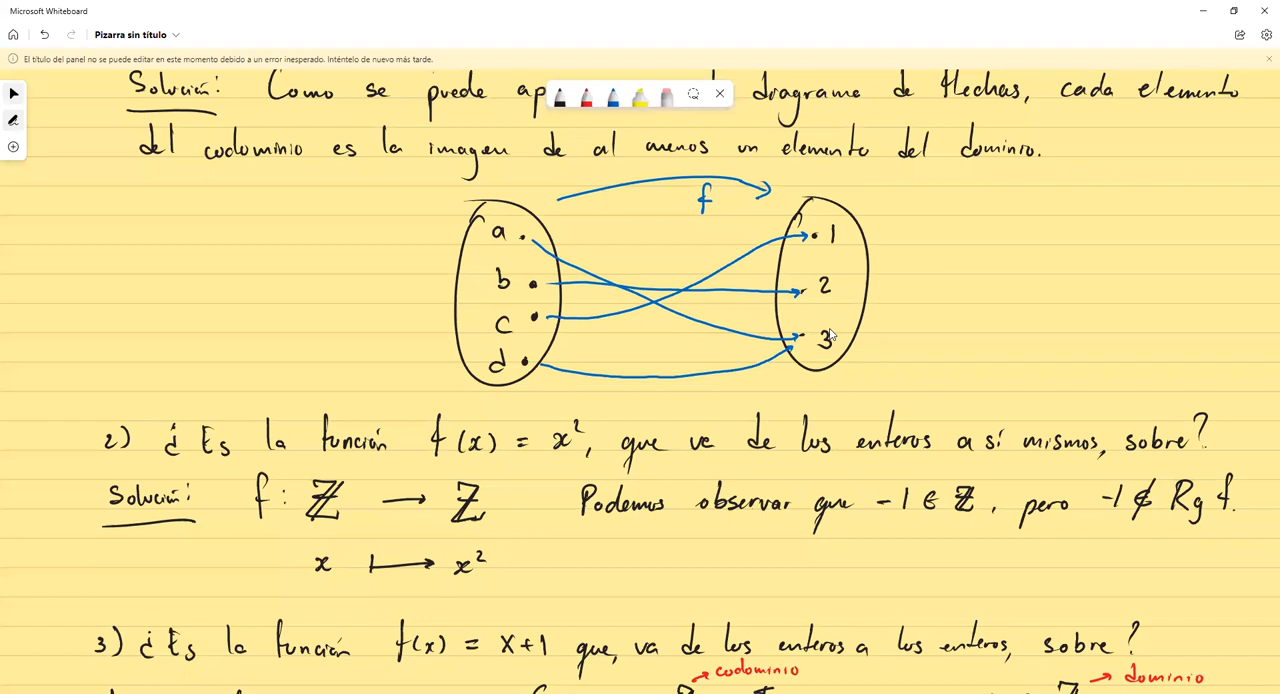 Microsoft Whiteboard
Pizarra sin título
El título del panel no se puede editar en este momento debido a un error inesperado. Inténtelo de nuevo más tarde.
Solución: Como se puede ap diagrama de flechas, cada elemento
del codominio es la imagen de al menos un elemento del dominio.
f
a 1
b 2
c 3
d
2) ¿Es la función f(x) = x², que va de los enteros a sí mismos, sobre?
Solución: f: ℤ → ℤ Podemos observar que -1 ∈ ℤ, pero -1 ∉ Rg f.
x ↦ x²
3) ¿Es la función f(x) = x+1 que, va de los enteros a los enteros, sobre?
→ codominio → dominio